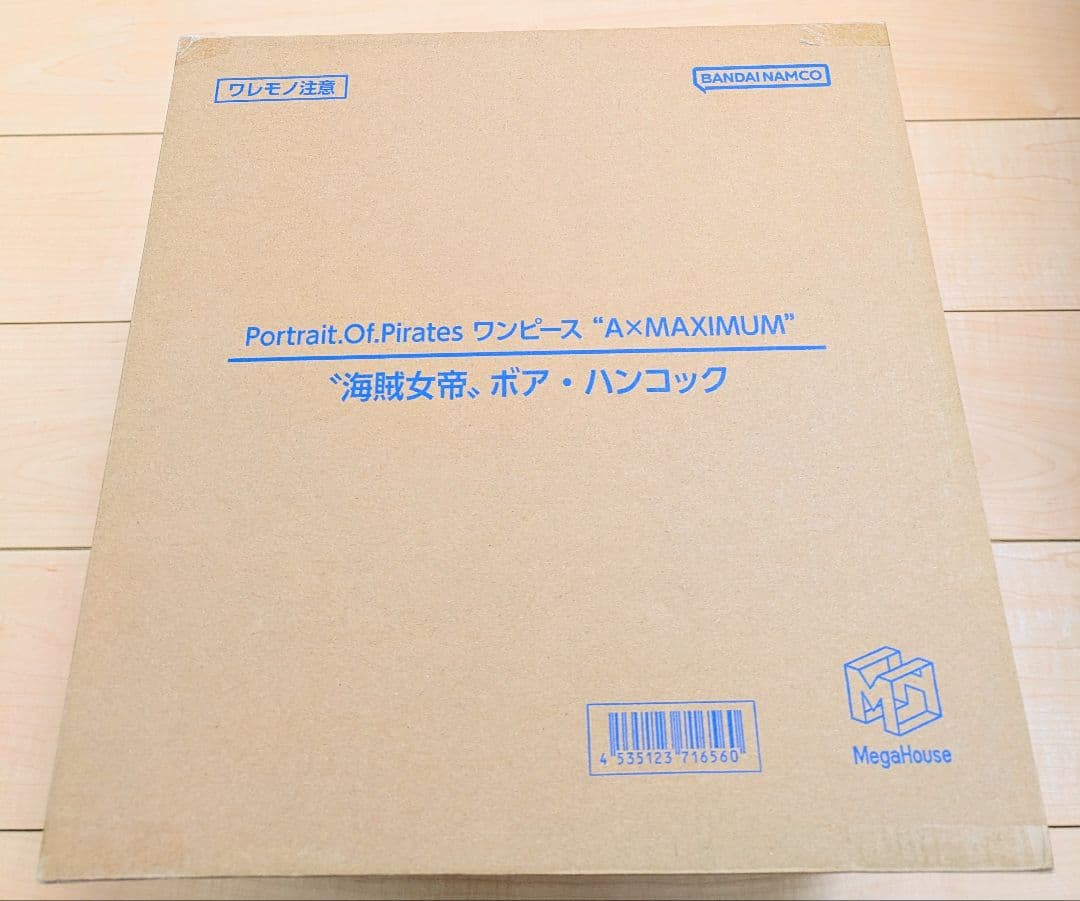 ワレモノ注意
BANDAI NAMCO
Portrait.Of.Pirates ワンピース “A×MAXIMUM”
〝海賊女帝〟ボア・ハンコック
4 535123 716560
MH
MegaHouse